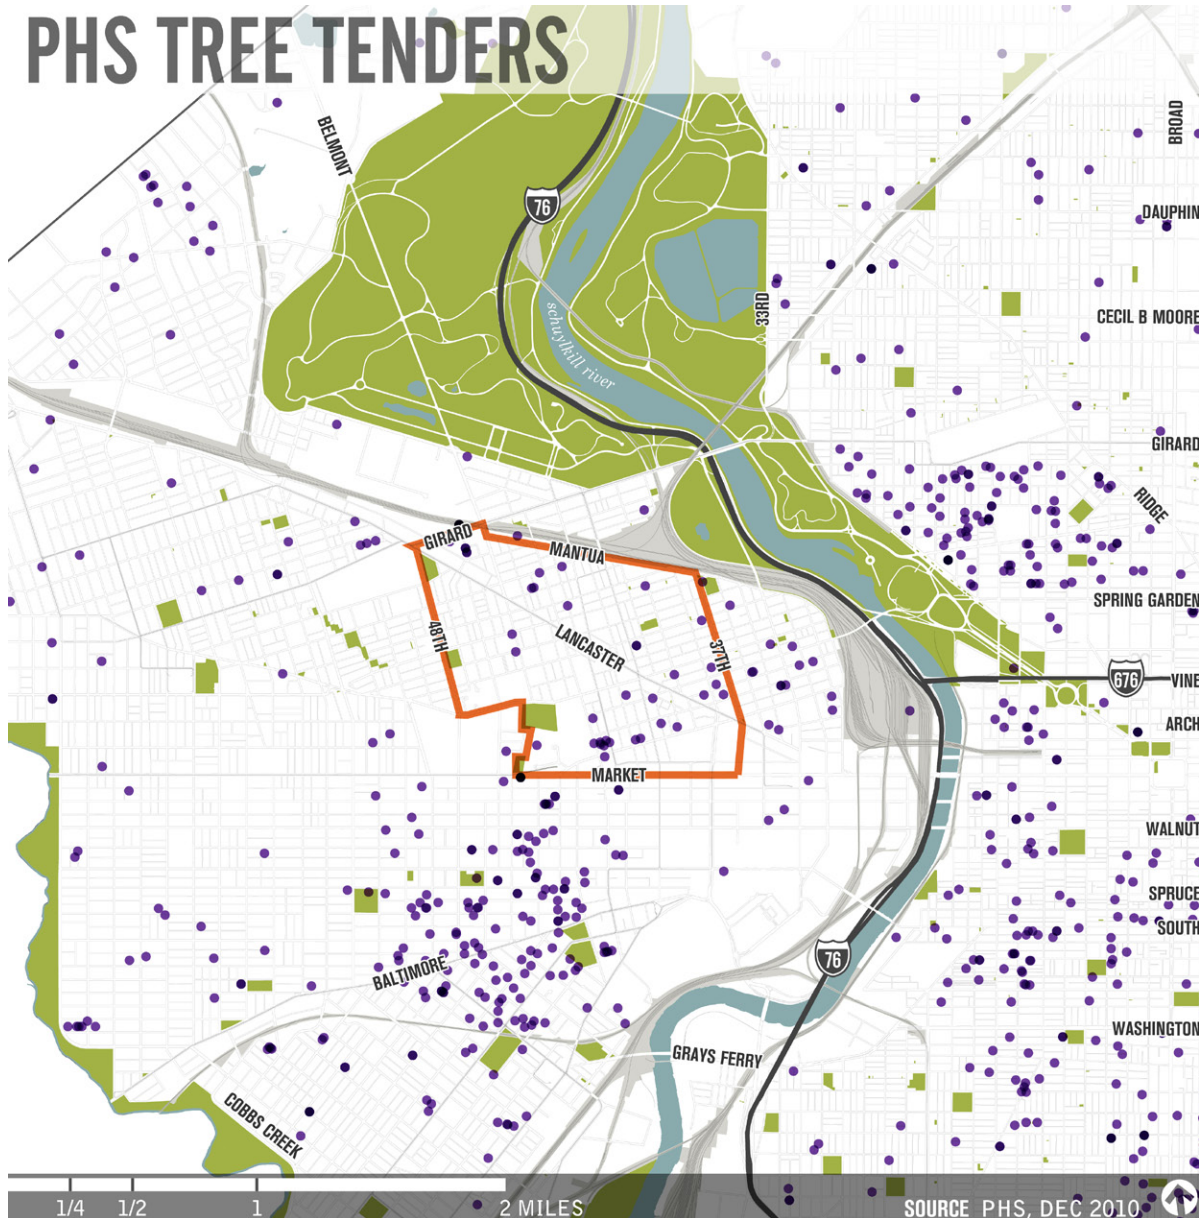 PHS TREE TENDERS
BELMONT
BROAD
76
DAUPHIN
33RD
CECIL B MOORE
schuylkill river
GIRARD
RIDGE
GIRARD
MANTUA
SPRING GARDEN
48TH
LANCASTER
37TH
676
VINE
ARCH
MARKET
WALNUT
SPRUCE
SOUTH
76
BALTIMORE
WASHINGTON
GRAYS FERRY
COBBS CREEK
1/4 1/2 1 2 MILES
SOURCE PHS, DEC 2010